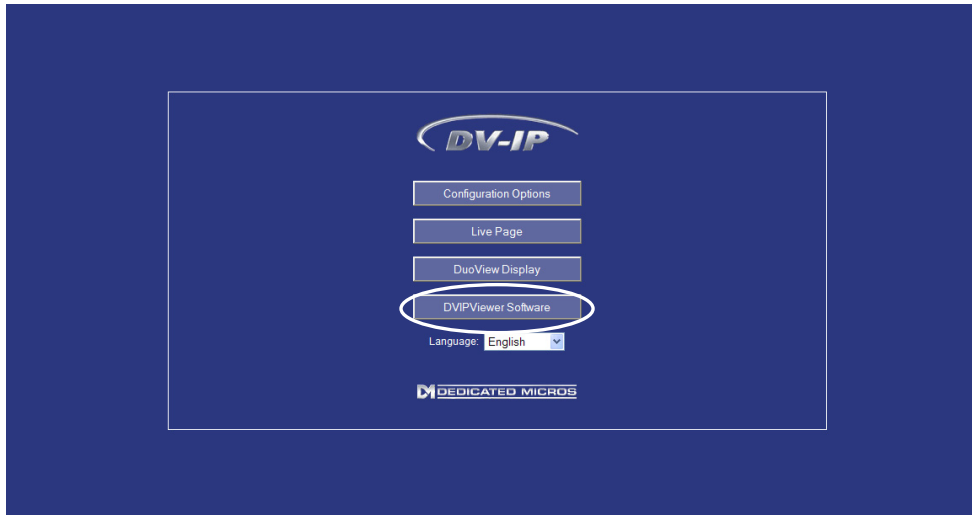 DV-IP
Configuration Options
Live Page
DuoView Display
DVIPViewer Software
Language: English
DEDICATED MICROS